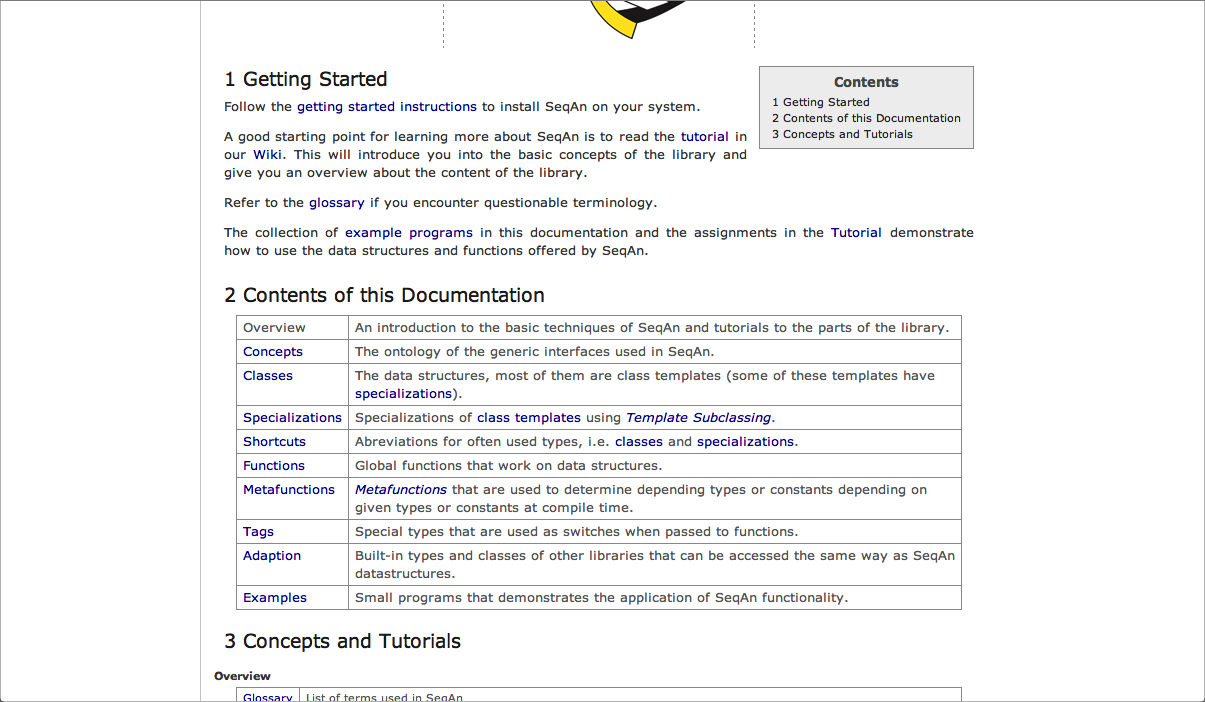 1 Getting Started
Contents
1 Getting Started
2 Contents of this Documentation
3 Concepts and Tutorials
Follow the getting started instructions to install SeqAn on your system.
A good starting point for learning more about SeqAn is to read the tutorial in
our Wiki. This will introduce you into the basic concepts of the library and
give you an overview about the content of the library.
Refer to the glossary if you encounter questionable terminology.
The collection of example programs in this documentation and the assignments in the Tutorial demonstrate
how to use the data structures and functions offered by SeqAn.
2 Contents of this Documentation
Overview An introduction to the basic techniques of SeqAn and tutorials to the parts of the library.
Concepts The ontology of the generic interfaces used in SeqAn.
Classes The data structures, most of them are class templates (some of these templates have
specializations).
Specializations Specializations of class templates using Template Subclassing.
Shortcuts Abreviations for often used types, i.e. classes and specializations.
Functions Global functions that work on data structures.
Metafunctions Metafunctions that are used to determine depending types or constants depending on
given types or constants at compile time.
Tags Special types that are used as switches when passed to functions.
Adaption Built-in types and classes of other libraries that can be accessed the same way as SeqAn
datastructures.
Examples Small programs that demonstrates the application of SeqAn functionality.
3 Concepts and Tutorials
Overview
Glossary List of terms used in SeqAn